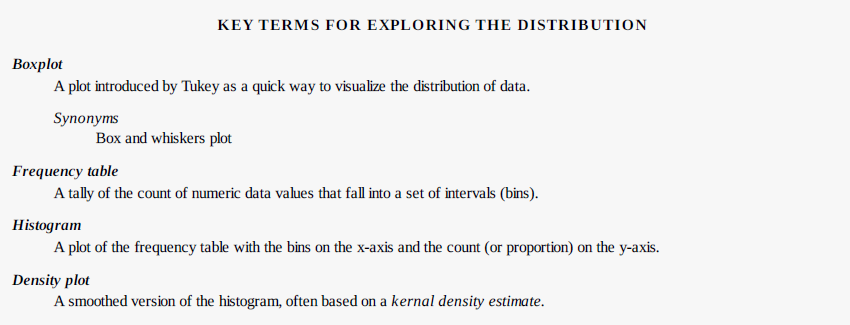 KEY TERMS FOR EXPLORING THE DISTRIBUTION
Boxplot
A plot introduced by Tukey as a quick way to visualize the distribution of data.
Synonyms
Box and whiskers plot
Frequency table
A tally of the count of numeric data values that fall into a set of intervals (bins).
Histogram
A plot of the frequency table with the bins on the x-axis and the count (or proportion) on the y-axis.
Density plot
A smoothed version of the histogram, often based on a kernal density estimate.